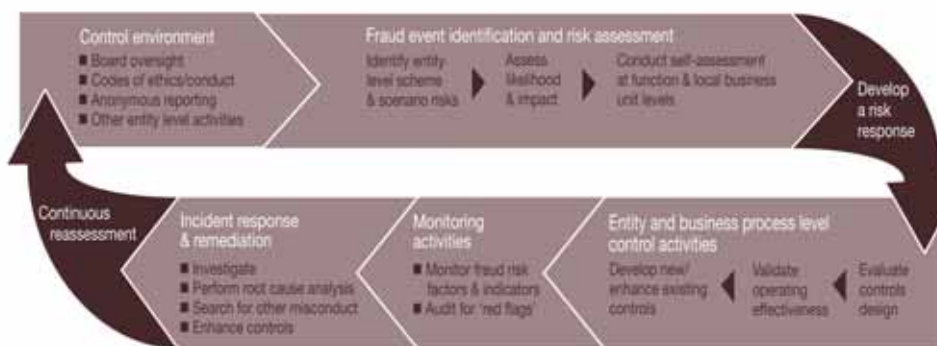 Control environment
■ Board oversight
■ Codes of ethics/conduct
■ Anonymous reporting
■ Other entity level activities
Fraud event identification and risk assessment
Identify entity
level scheme
& scenario risks
Assess
likelihood
& impact
Conduct self-assessment
at function & local business
unit levels
Develop
a risk
response
Entity and business process level
control activities
Evaluate
controls
design
Validate
operating
effectiveness
Develop new/
enhance existing
controls
Monitoring
activities
■ Monitor fraud risk
factors & indicators
■ Audit for 'red flags'
Incident response
& remediation
■ Investigate
■ Perform root cause analysis
■ Search for other misconduct
■ Enhance controls
Continuous
reassessment